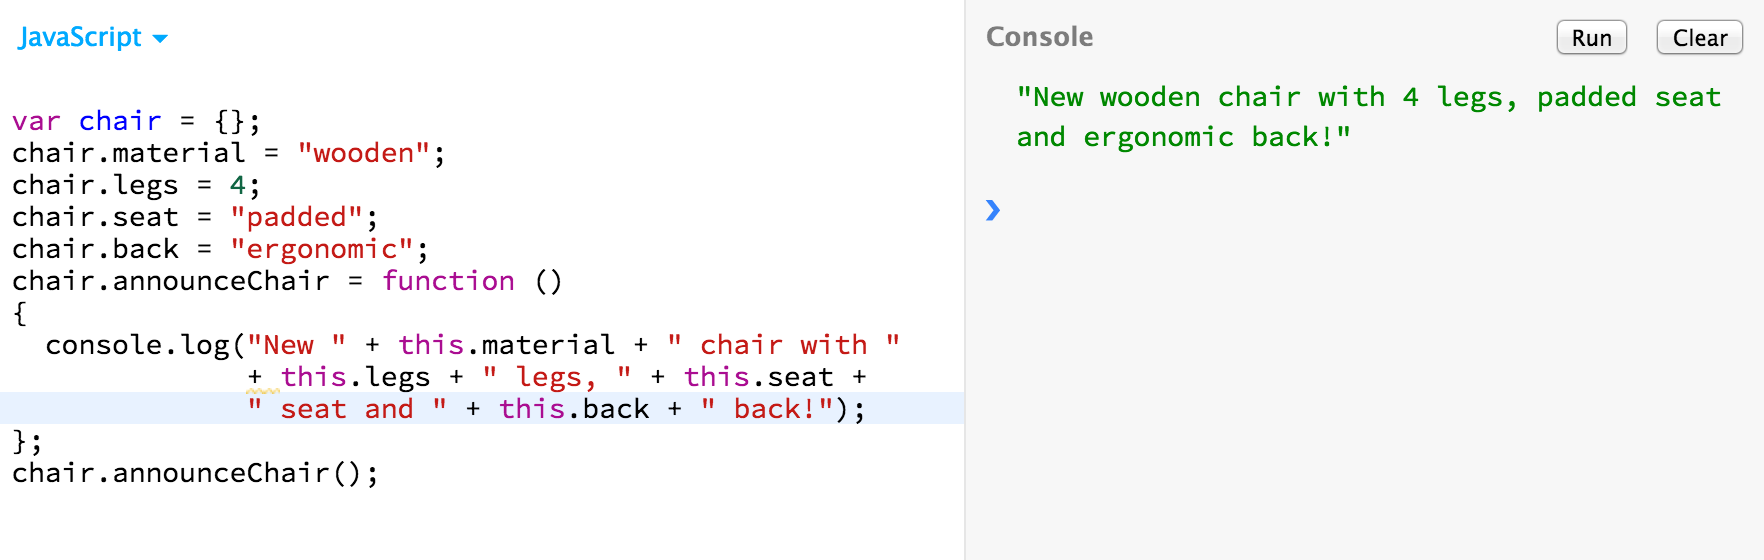 JavaScript
var chair = {};
chair.material = "wooden";
chair.legs = 4;
chair.seat = "padded";
chair.back = "ergonomic";
chair.announceChair = function ()
{
  console.log("New " + this.material + " chair with "
              + this.legs + " legs, " + this.seat +
              " seat and " + this.back + " back!");
};
chair.announceChair();
Console
Run
Clear
"New wooden chair with 4 legs, padded seat
and ergonomic back!"